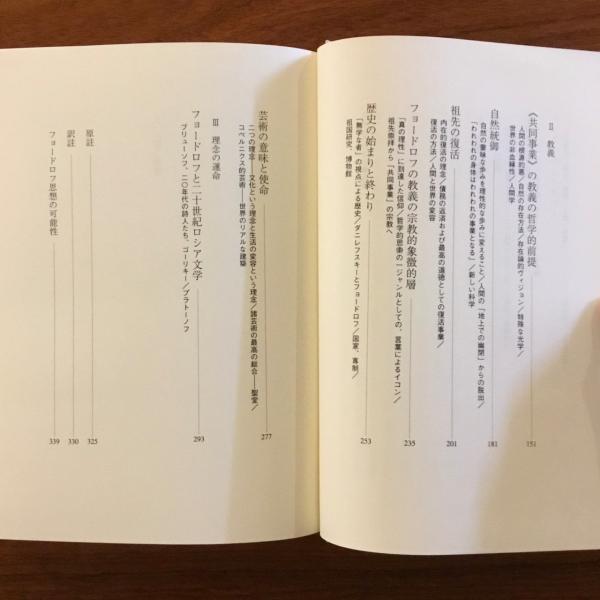 II 教義
《共同事業》の教義の哲学的前提
人間の根源的悪/自然の存在方法/存在論的ヴィジョン/特殊な光学/
世界の非血縁性/人間学
151
自然統御
自然の盲味な歩みを理性的な歩みに変えること/人間の「地上での幽閉」からの脱出/
「われわれの身体はわれわれの事業となる」/新しい科学
181
祖先の復活
内在的復活の理念/債務の返済および最高の道徳としての復活事業/
復活の方法/人間と世界の変容
201
フョードロフの教義の宗教的象徴的層
「真の理性」に到達した信仰/哲学的思索の一ジャンルとしての、言葉によるイコン/
祖先崇拝から「共同事業」の宗教へ
235
歴史の始まりと終わり
「無学な者」の視点による歴史/ダニレフスキーとフョードロフ/国家、専制/
祖国研究、博物館
253
芸術の意味と使命
二つの理念——文化という理念と生活の変容という理念/諸芸術の最高の綜合——聖堂/
コペルニクス的芸術——世界のリアルな建築
277
III 理念の運命
フョードロフと二十世紀ロシア文学
ブリューソフ、二〇年代の詩人たち、ゴーリキー/プラトーノフ
293
原註
325
訳註
330
フョードロフ思想の可能性
339